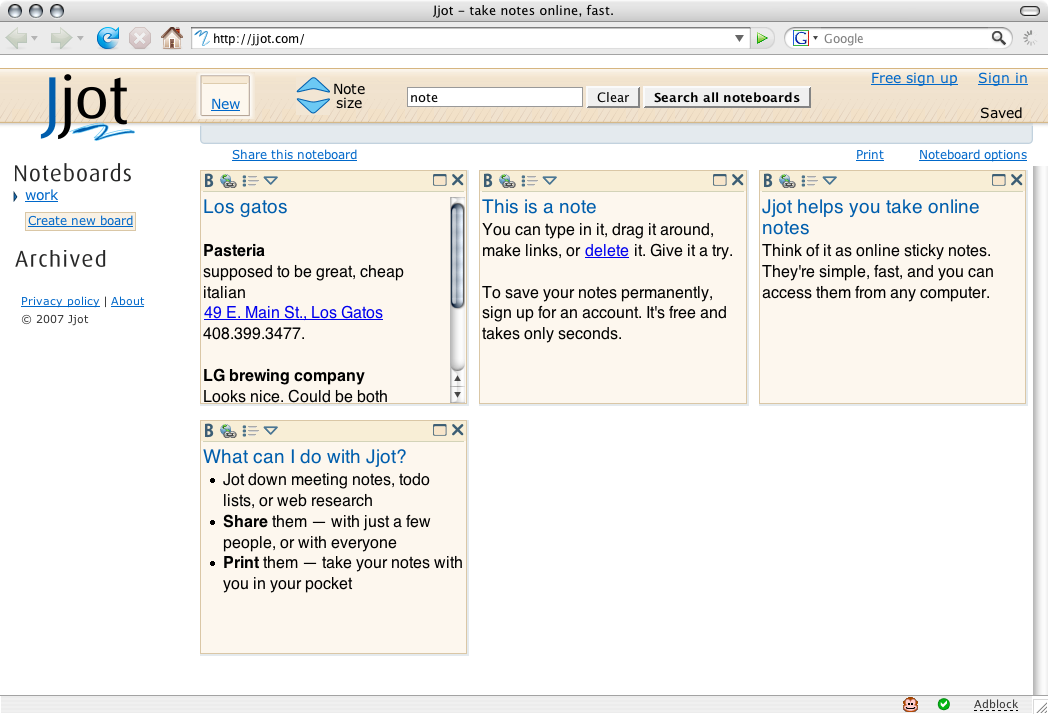 Jjot – take notes online, fast.
http://jjot.com/
G
Google
Jjot
New
Note
size
note
Clear
Search all noteboards
Free sign up
Sign in
Saved
Share this noteboard
Print
Noteboard options
Noteboards
work
Create new board
Archived
Privacy policy | About
© 2007 Jjot
B
Los gatos
Pasteria
supposed to be great, cheap
italian
49 E. Main St., Los Gatos
408.399.3477.
LG brewing company
Looks nice. Could be both
B
This is a note
You can type in it, drag it around,
make links, or delete it. Give it a try.
To save your notes permanently,
sign up for an account. It's free and
takes only seconds.
B
Jjot helps you take online
notes
Think of it as online sticky notes.
They're simple, fast, and you can
access them from any computer.
B
What can I do with Jjot?
• Jot down meeting notes, todo
lists, or web research
• Share them — with just a few
people, or with everyone
• Print them — take your notes with
you in your pocket
Adblock